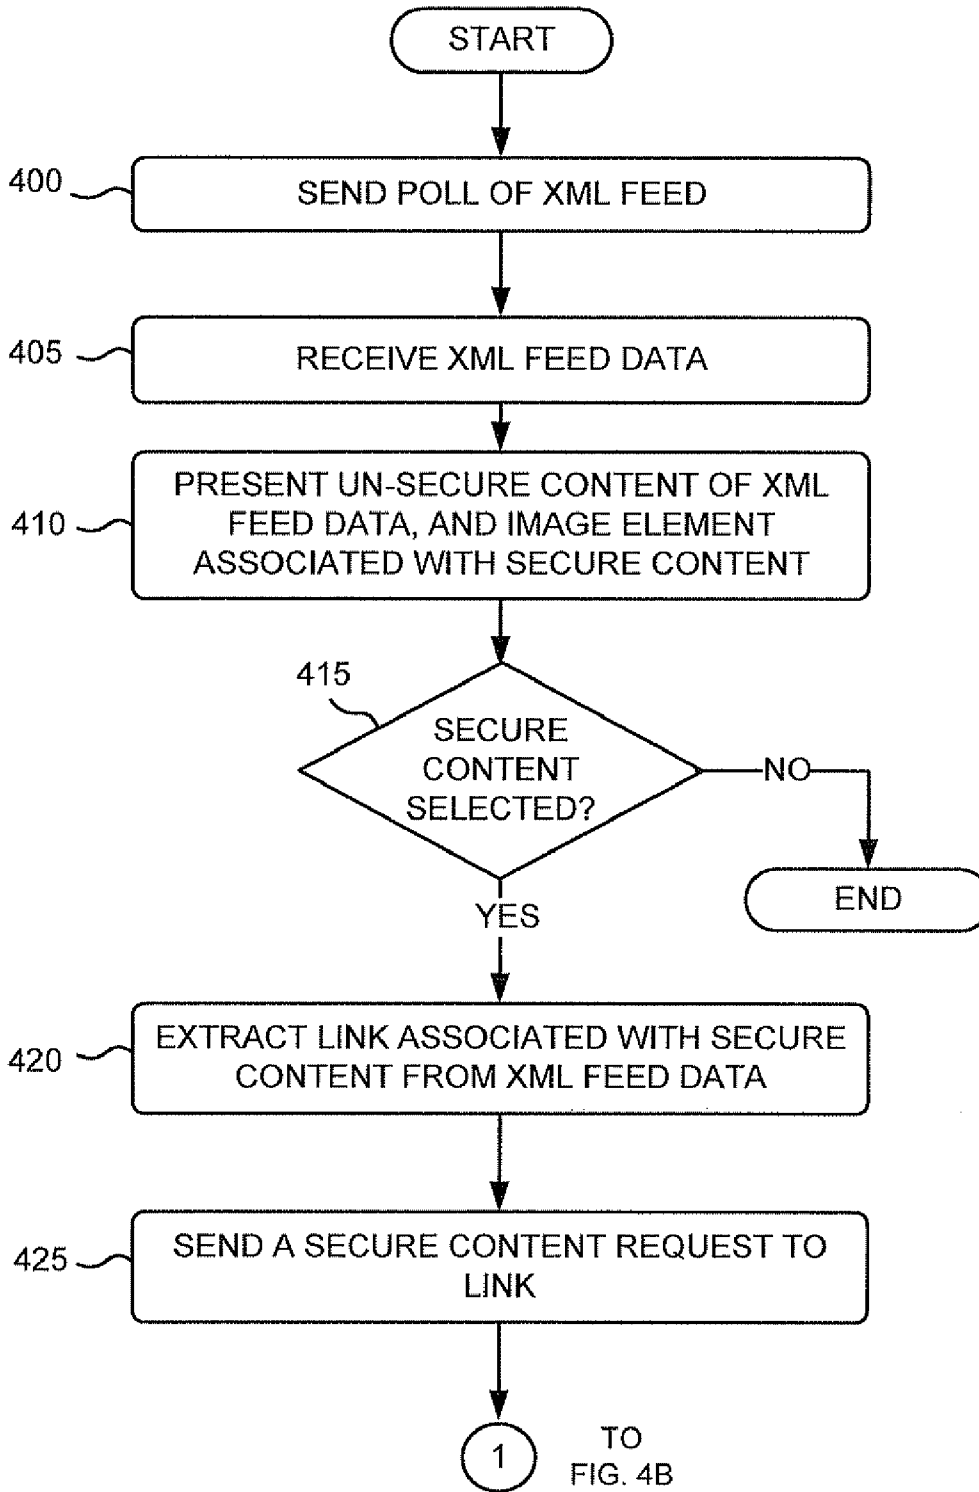 START
400
SEND POLL OF XML FEED
405
RECEIVE XML FEED DATA
410
PRESENT UN-SECURE CONTENT OF XML
FEED DATA, AND IMAGE ELEMENT
ASSOCIATED WITH SECURE CONTENT
415
SECURE
CONTENT
SELECTED?
NO
END
YES
420
EXTRACT LINK ASSOCIATED WITH SECURE
CONTENT FROM XML FEED DATA
425
SEND A SECURE CONTENT REQUEST TO
LINK
1
TO
FIG. 4B